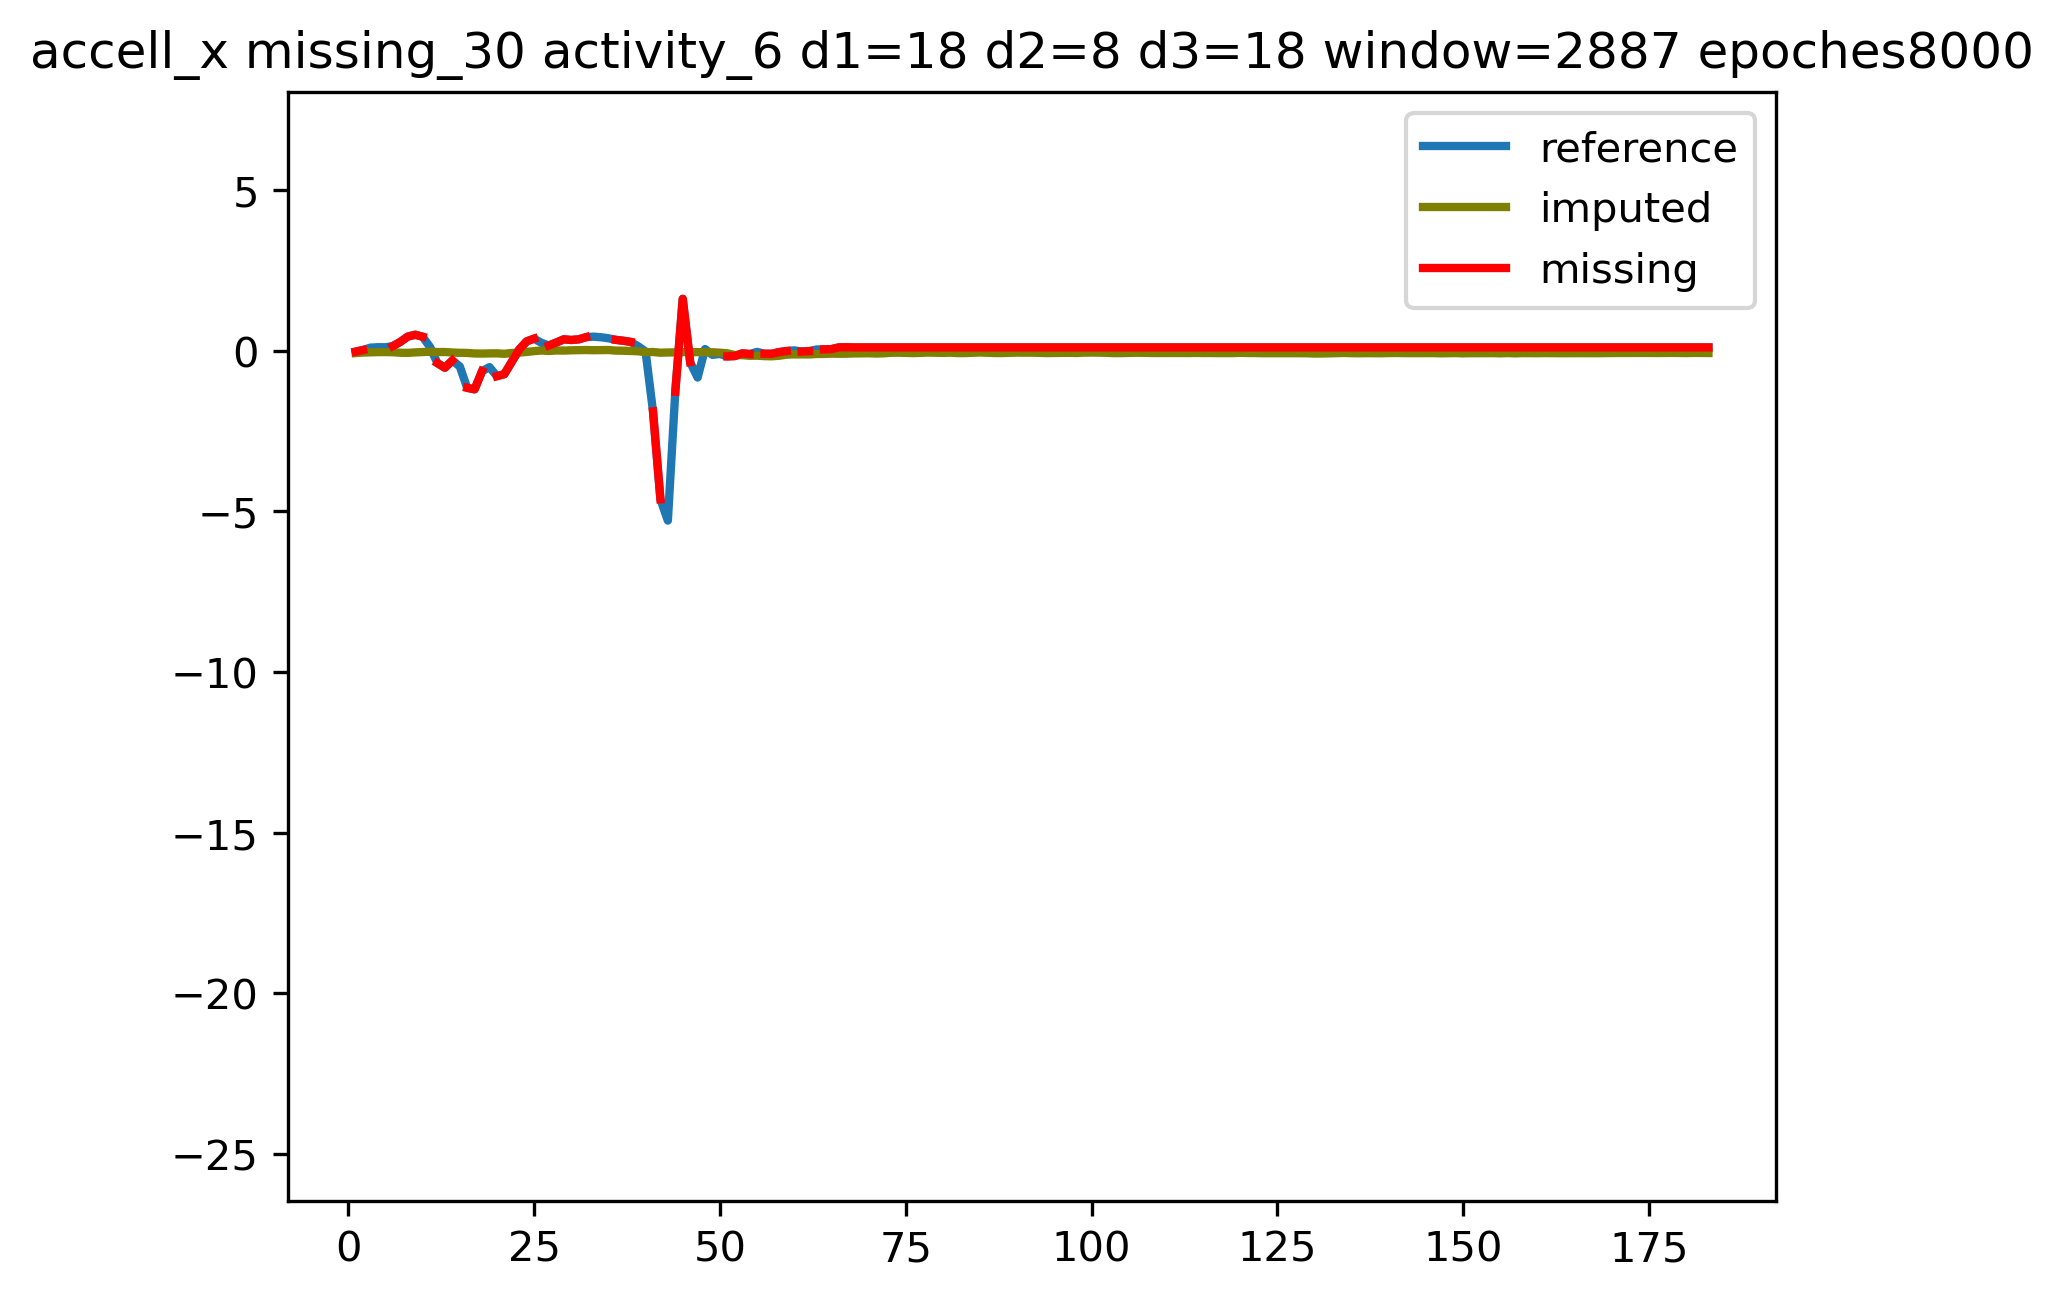 accell_x missing_30 activity_6 d1=18 d2=8 d3=18 window=2887 epoches8000
reference
imputed
missing
5
0
−5
−10
−15
−20
−25
0 25 50 75 100 125 150 175